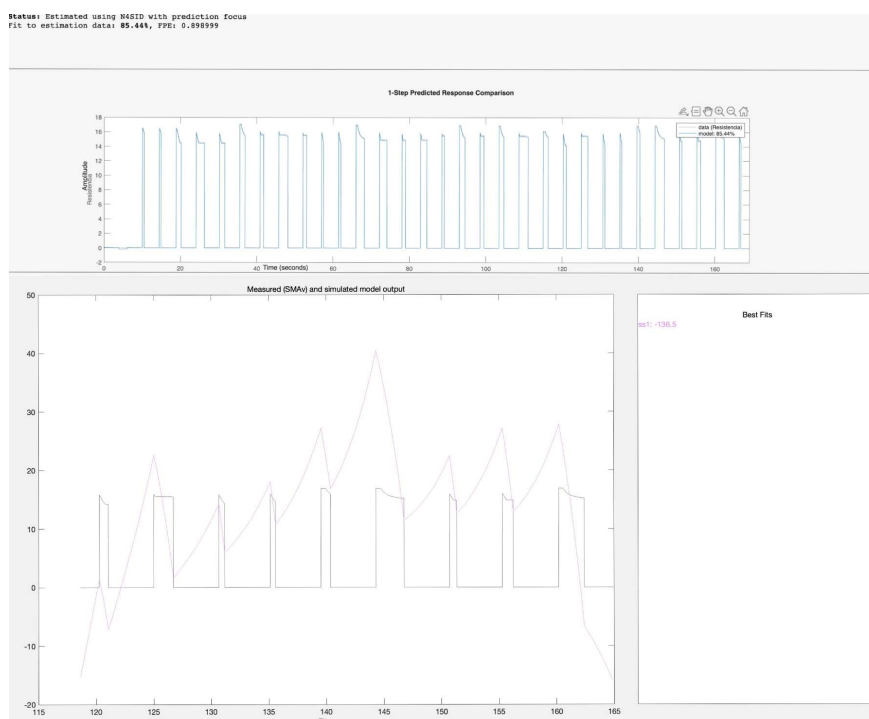 Status: Estimated using N4SID with prediction focus
Fit to estimation data: 85.44%, FPE: 0.898999
1-Step Predicted Response Comparison
data (Resistencia)
model: 85.44%
Amplitude
Resistencia
18
16
14
12
10
8
6
4
2
0
-2
0 20 40 60 80 100 120 140 160
Time (seconds)
Measured (SMAv) and simulated model output
50
40
30
20
10
0
-10
-20
115 120 125 130 135 140 145 150 155 160 165
Best Fits
ss1: -136.5